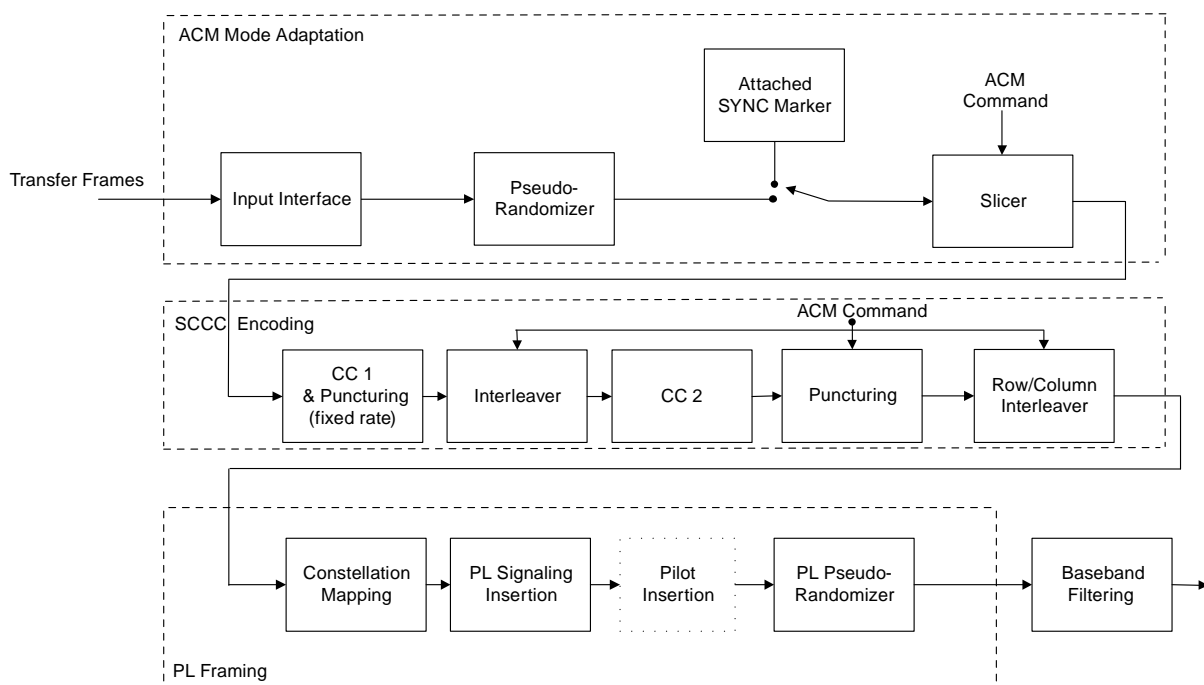 ACM Mode Adaptation
Attached
SYNC Marker
ACM
Command
Transfer Frames
Input Interface
Pseudo-
Randomizer
Slicer
SCCC Encoding
ACM Command
CC 1
& Puncturing
(fixed rate)
Interleaver
CC 2
Puncturing
Row/Column
Interleaver
Constellation
Mapping
PL Signaling
Insertion
Pilot
Insertion
PL Pseudo-
Randomizer
Baseband
Filtering
PL Framing